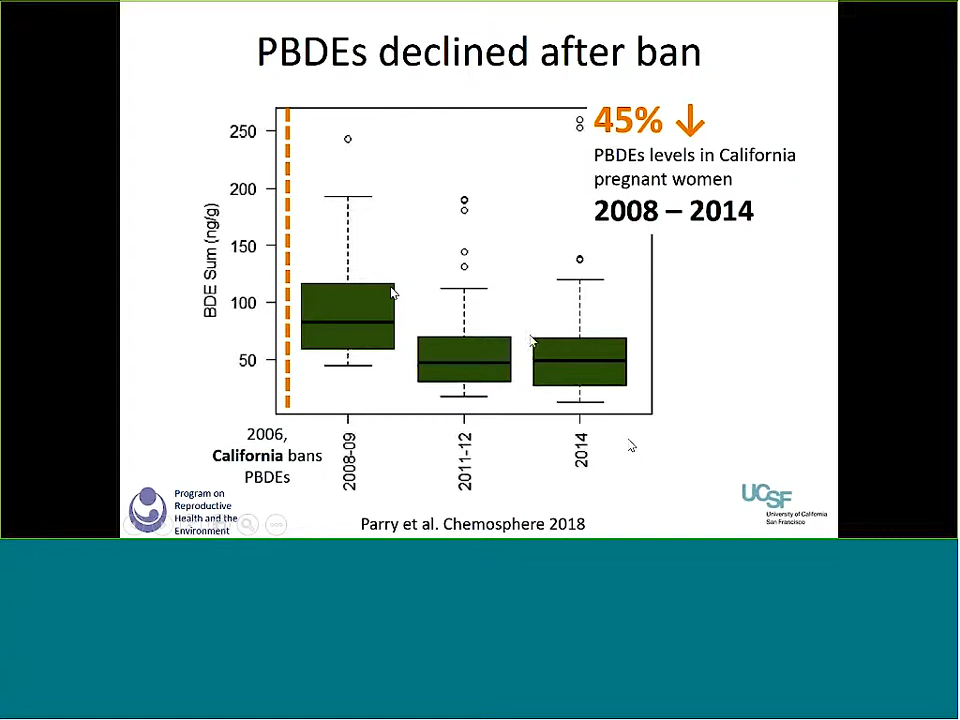 PBDEs declined after ban
45% ↓
PBDEs levels in California
pregnant women
2008 – 2014
BDE Sum (ng/g)
250
200
150
100
50
2008-09
2011-12
2014
2006,
California bans
PBDEs
Program on
Reproductive
Health and the
Environment
Parry et al. Chemosphere 2018
UCSF
University of California
San Francisco